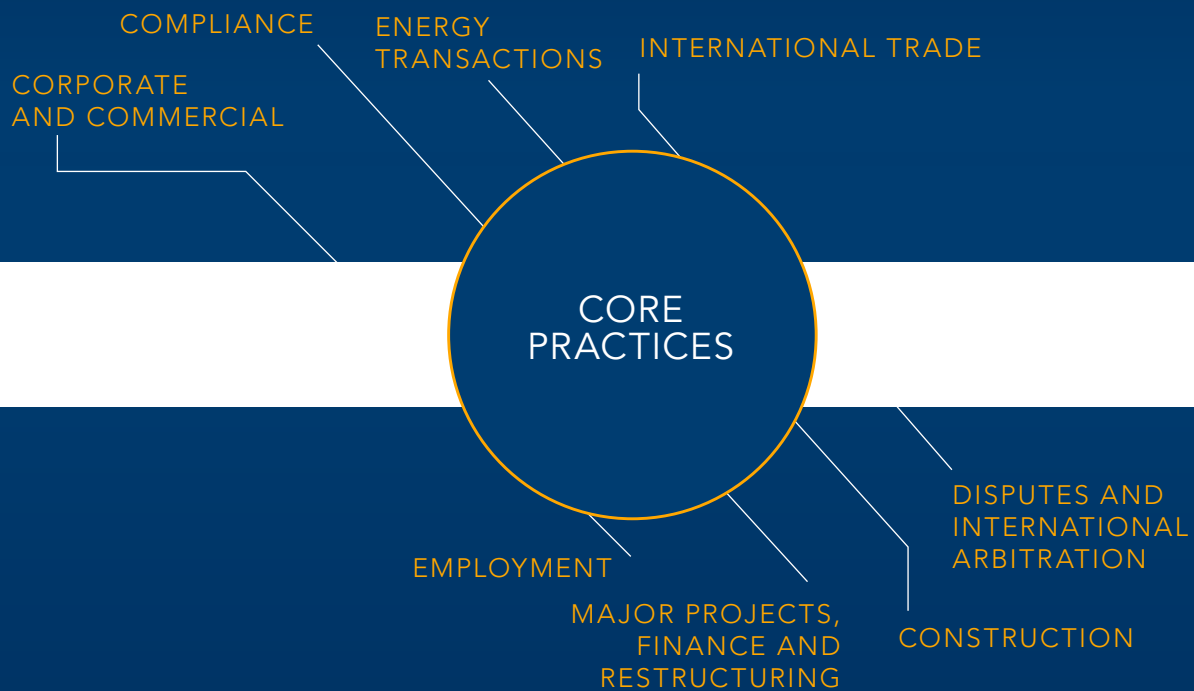 COMPLIANCE
ENERGY
TRANSACTIONS
INTERNATIONAL TRADE
CORPORATE
AND COMMERCIAL
CORE
PRACTICES
DISPUTES AND
INTERNATIONAL
ARBITRATION
EMPLOYMENT
MAJOR PROJECTS,
FINANCE AND
RESTRUCTURING
CONSTRUCTION